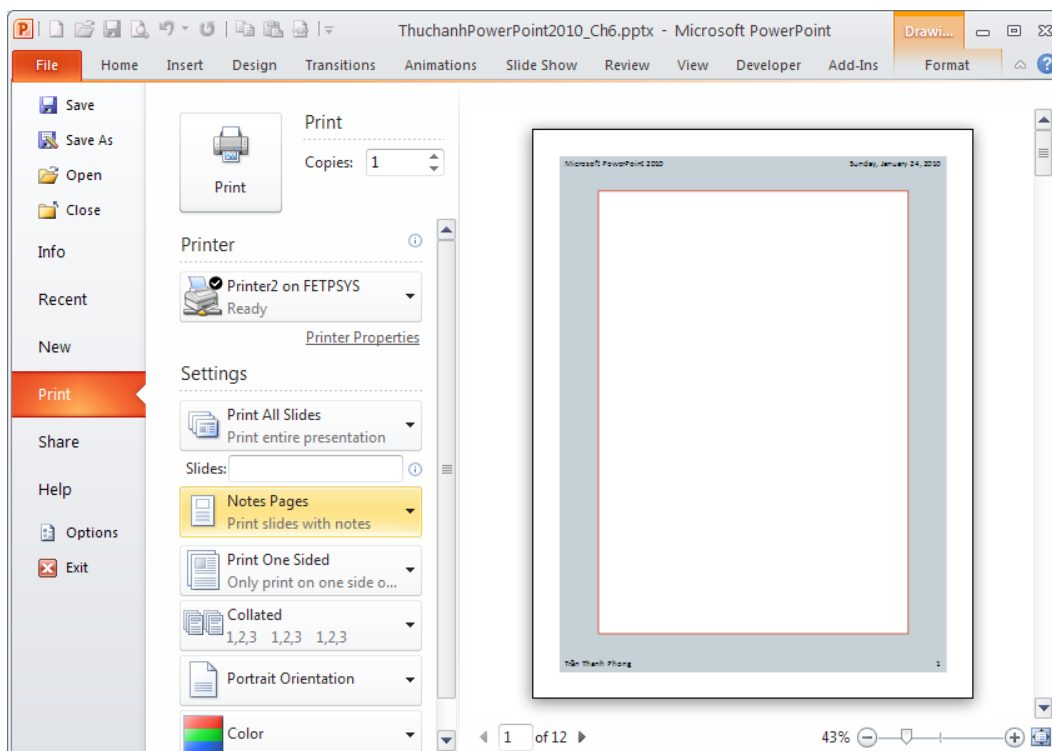 ThuchanhPowerPoint2010_Ch6.pptx - Microsoft PowerPoint
Drawi...
File Home Insert Design Transitions Animations Slide Show Review View Developer Add-Ins Format
Save
Save As
Open
Close
Info
Recent
New
Print
Share
Help
Options
Exit
Print
Print
Copies: 1
Printer
Printer2 on FETPSYS
Ready
Printer Properties
Settings
Print All Slides
Print entire presentation
Slides:
Notes Pages
Print slides with notes
Print One Sided
Only print on one side o...
Collated
1,2,3 1,2,3 1,2,3
Portrait Orientation
Color
Microsoft PowerPoint 2010 Sunday, January 24, 2010
Trần Thanh Phong 1
1 of 12
43%